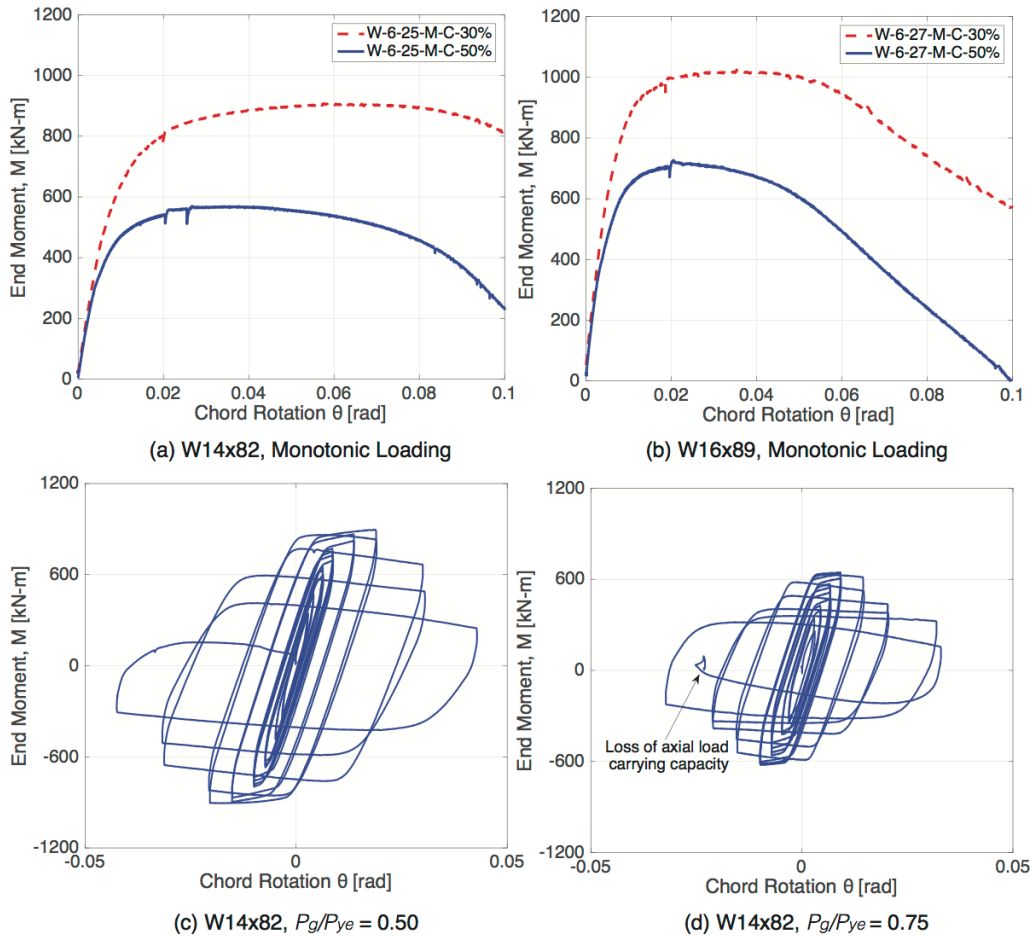 1200
1000
800
600
400
200
0
End Moment, M [kN-m]
W-6-25-M-C-30%
W-6-25-M-C-50%
0 0.02 0.04 0.06 0.08 0.1
Chord Rotation θ [rad]
(a) W14x82, Monotonic Loading
1200
1000
800
600
400
200
0
End Moment, M [kN-m]
W-6-27-M-C-30%
W-6-27-M-C-50%
0 0.02 0.04 0.06 0.08 0.1
Chord Rotation θ [rad]
(b) W16x89, Monotonic Loading
1200
600
0
-600
-1200
End Moment, M [kN-m]
-0.05 0 0.05
Chord Rotation θ [rad]
(c) W14x82, Pg/Pye = 0.50
1200
600
0
-600
-1200
End Moment, M [kN-m]
Loss of axial load
carrying capacity
-0.05 0 0.05
Chord Rotation θ [rad]
(d) W14x82, Pg/Pye = 0.75